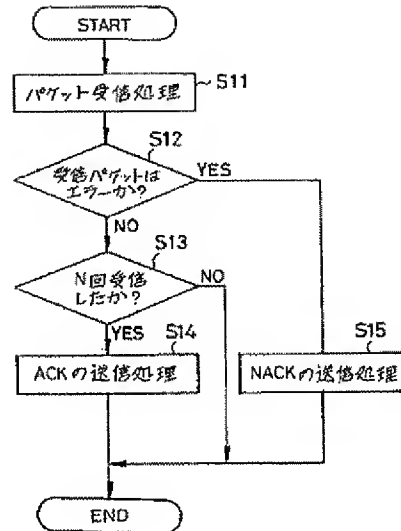 START
パケット受信処理
S11
S12
受信パケットは
エラーか?
YES
NO
S13
N回受信
したか?
NO
YES
S14
ACKの送信処理
S15
NACKの送信処理
END